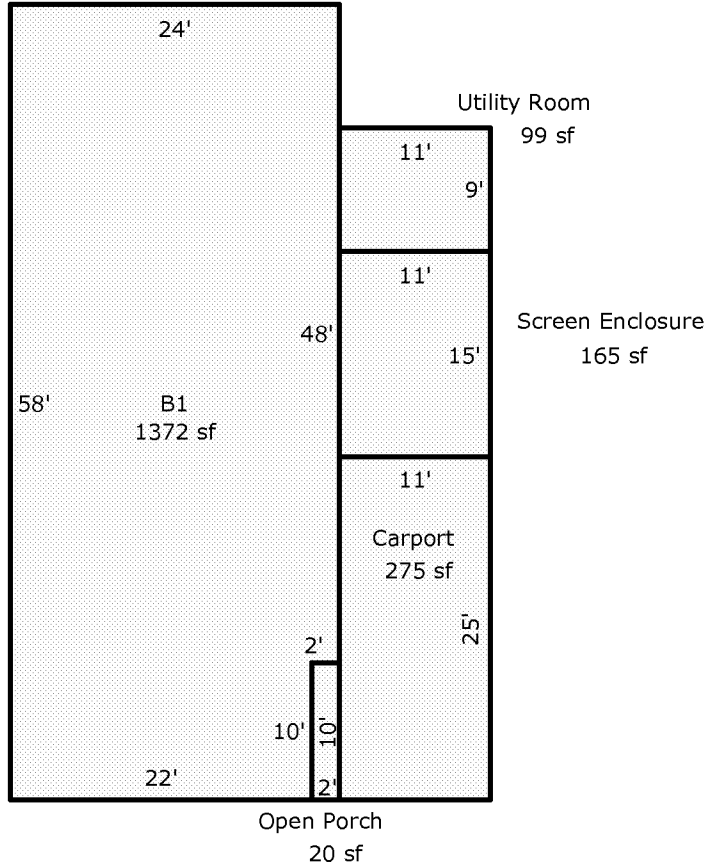 24'
Utility Room
99 sf
11'
9'
11'
Screen Enclosure
48'
15'
165 sf
58'
B1
1372 sf
11'
Carport
275 sf
25'
2'
10'
10'
22'
2'
Open Porch
20 sf